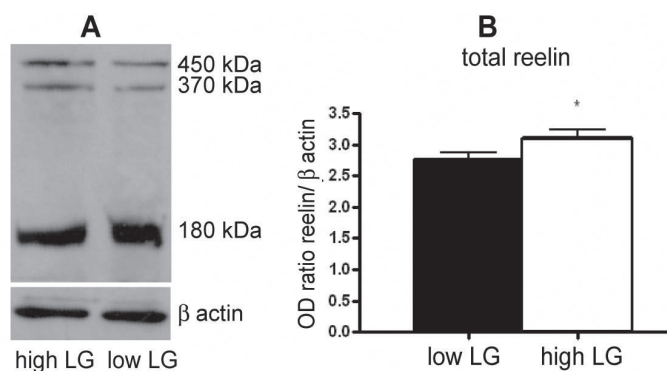 A
450 kDa
370 kDa
180 kDa
β actin
high LG low LG
B
total reelin
*
OD ratio reelin/ β actin
3.5
3.0
2.5
2.0
1.5
1.0
0.5
0.0
low LG high LG